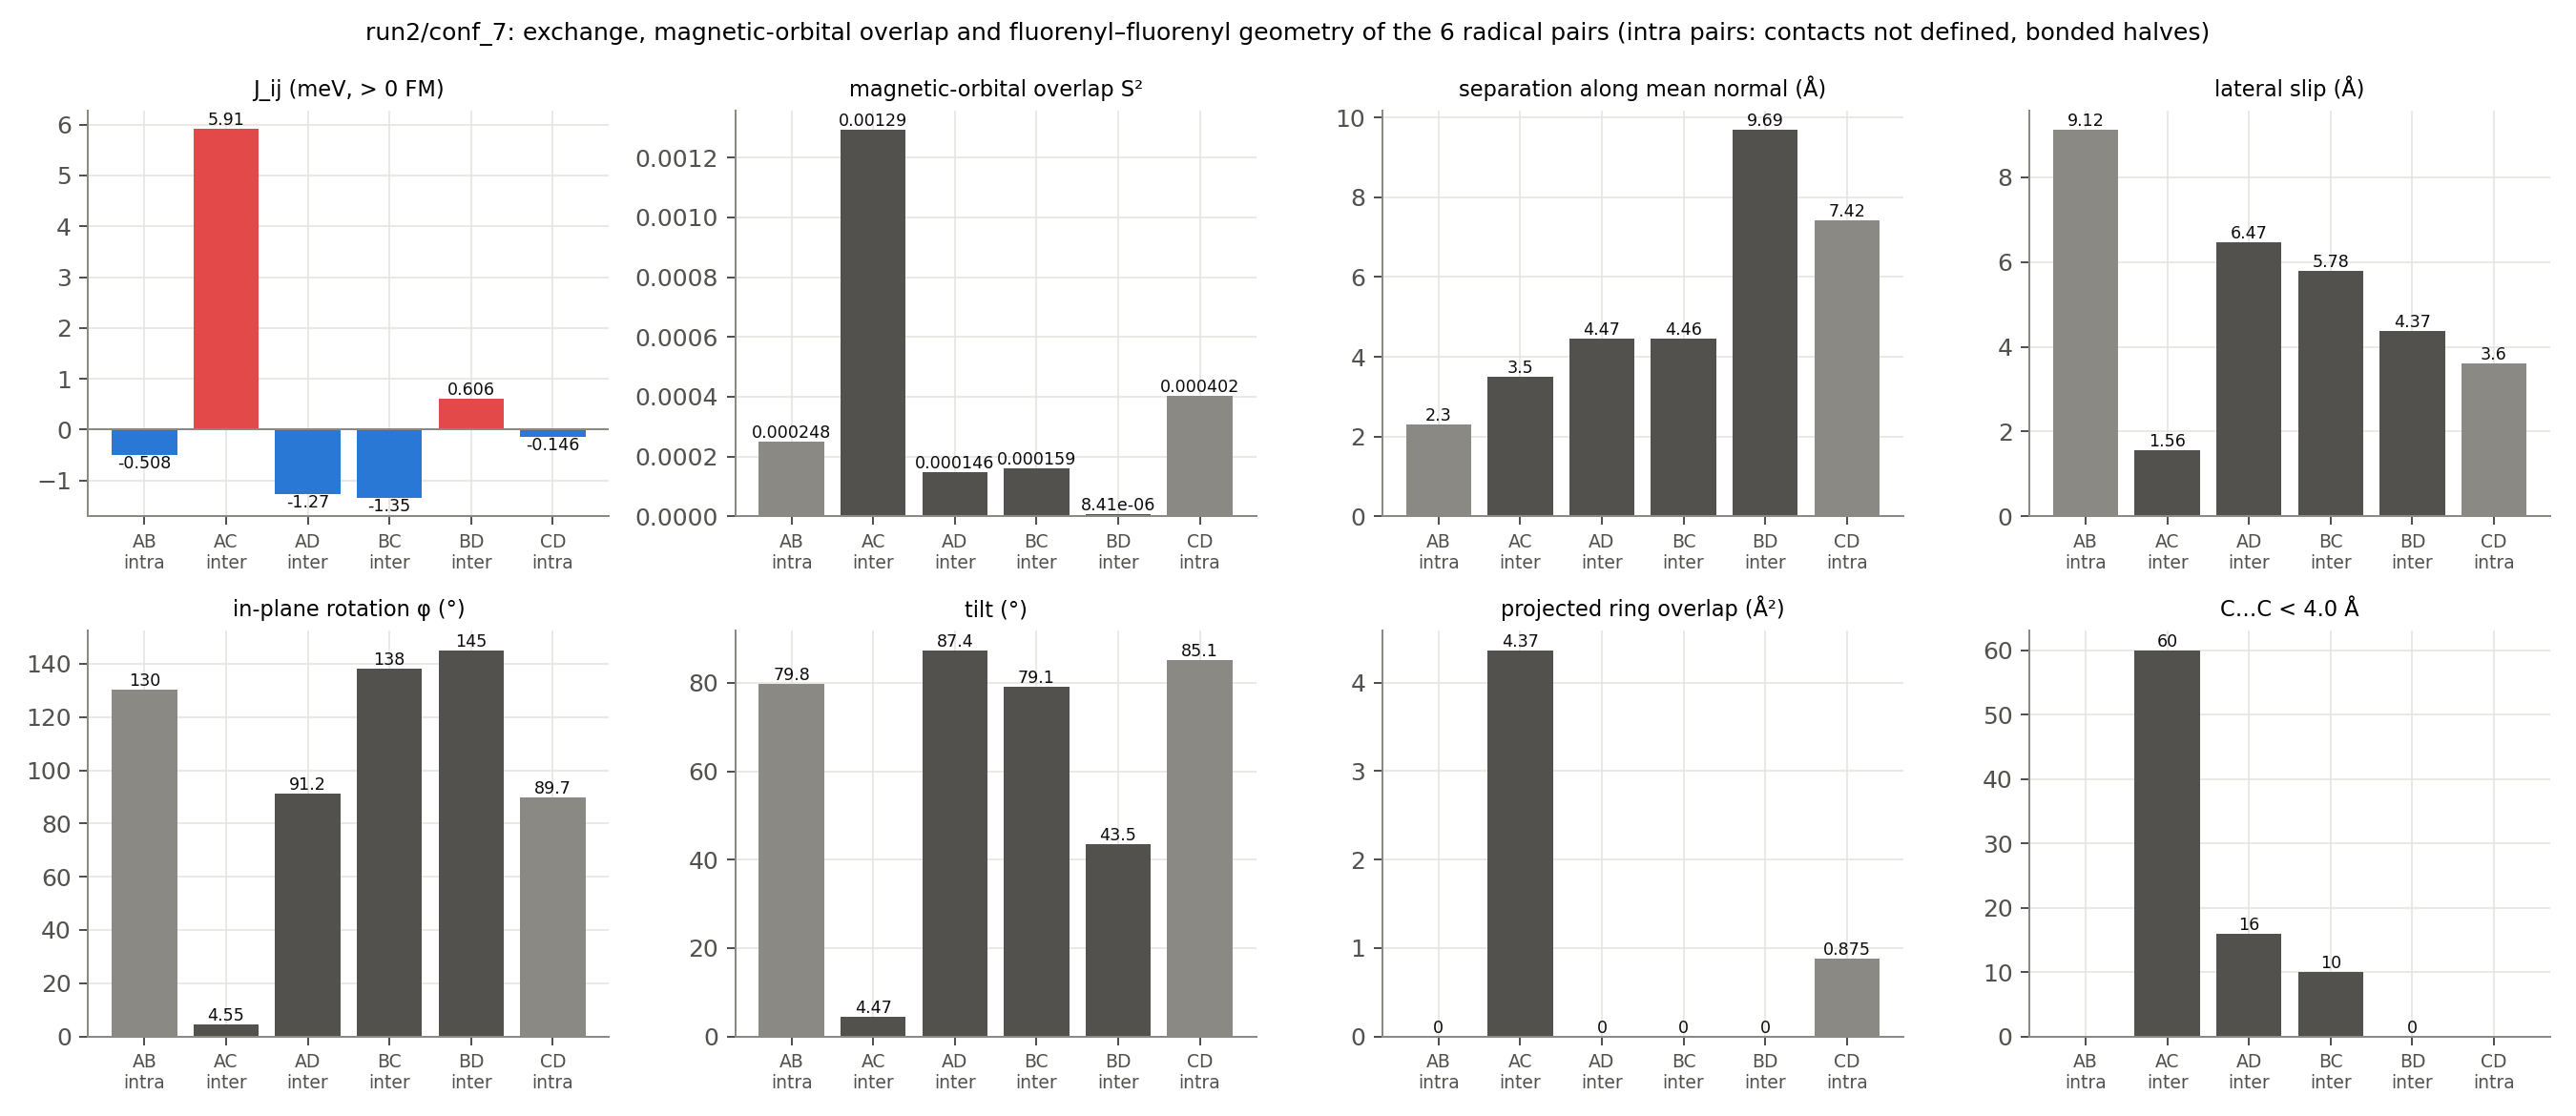 run2/conf_7: exchange, magnetic-orbital overlap and fluorenyl–fluorenyl geometry of the 6 radical pairs (intra pairs: contacts not defined, bonded halves)
J_ij (meV, > 0 FM)
6
5
4
3
2
1
0
−1
-0.508
5.91
-1.27
-1.35
0.606
-0.146
AB intra
AC inter
AD inter
BC inter
BD inter
CD intra
magnetic-orbital overlap S²
0.0012
0.0010
0.0008
0.0006
0.0004
0.0002
0.0000
0.000248
0.00129
0.000146
0.000159
8.41e-06
0.000402
AB intra
AC inter
AD inter
BC inter
BD inter
CD intra
separation along mean normal (Å)
10
8
6
4
2
0
2.3
3.5
4.47
4.46
9.69
7.42
AB intra
AC inter
AD inter
BC inter
BD inter
CD intra
lateral slip (Å)
8
6
4
2
0
9.12
1.56
6.47
5.78
4.37
3.6
AB intra
AC inter
AD inter
BC inter
BD inter
CD intra
in-plane rotation φ (°)
140
120
100
80
60
40
20
0
130
4.55
91.2
138
145
89.7
AB intra
AC inter
AD inter
BC inter
BD inter
CD intra
tilt (°)
80
60
40
20
0
79.8
4.47
87.4
79.1
43.5
85.1
AB intra
AC inter
AD inter
BC inter
BD inter
CD intra
projected ring overlap (Å²)
4
3
2
1
0
0
4.37
0
0
0
0.875
AB intra
AC inter
AD inter
BC inter
BD inter
CD intra
C…C < 4.0 Å
60
50
40
30
20
10
0
60
16
10
0
AB intra
AC inter
AD inter
BC inter
BD inter
CD intra